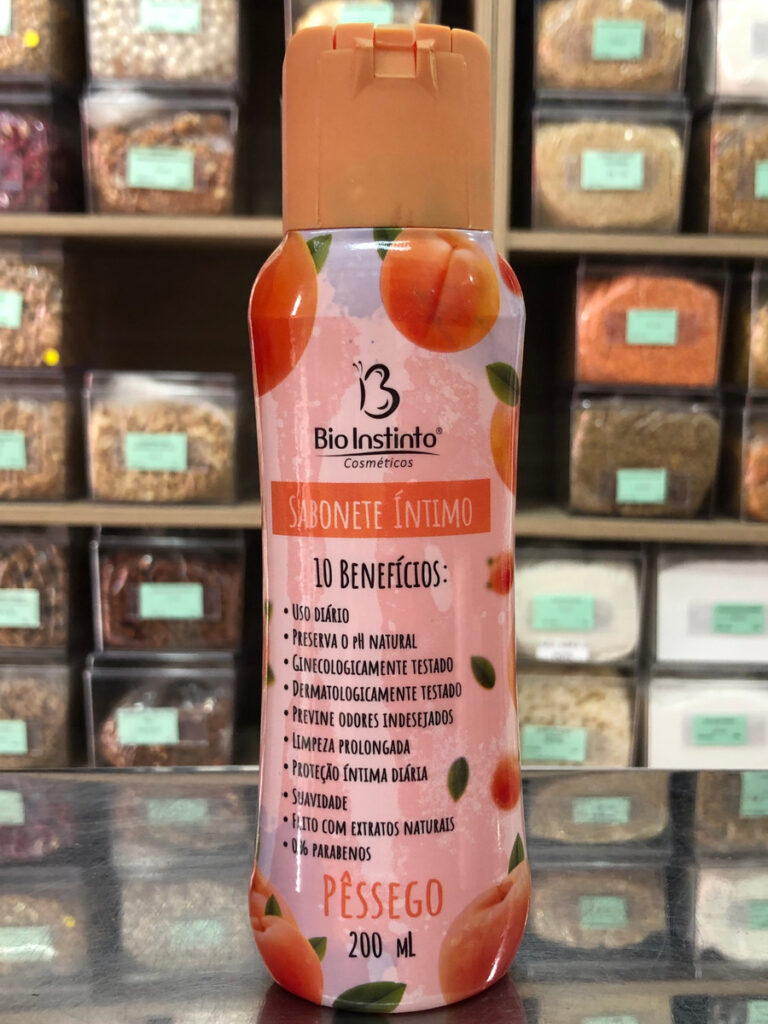 Bio Instinto®
Cosméticos
SABONETE ÍNTIMO
10 BENEFÍCIOS:
• USO DIÁRIO
• PRESERVA O pH NATURAL
• GINECOLOGICAMENTE TESTADO
• DERMATOLOGICAMENTE TESTADO
• PREVINE ODORES INDESEJADOS
• LIMPEZA PROLONGADA
• PROTEÇÃO ÍNTIMA DIÁRIA
• SUAVIDADE
• FEITO COM EXTRATOS NATURAIS
• 0% PARABENOS
PÊSSEGO
200 mL